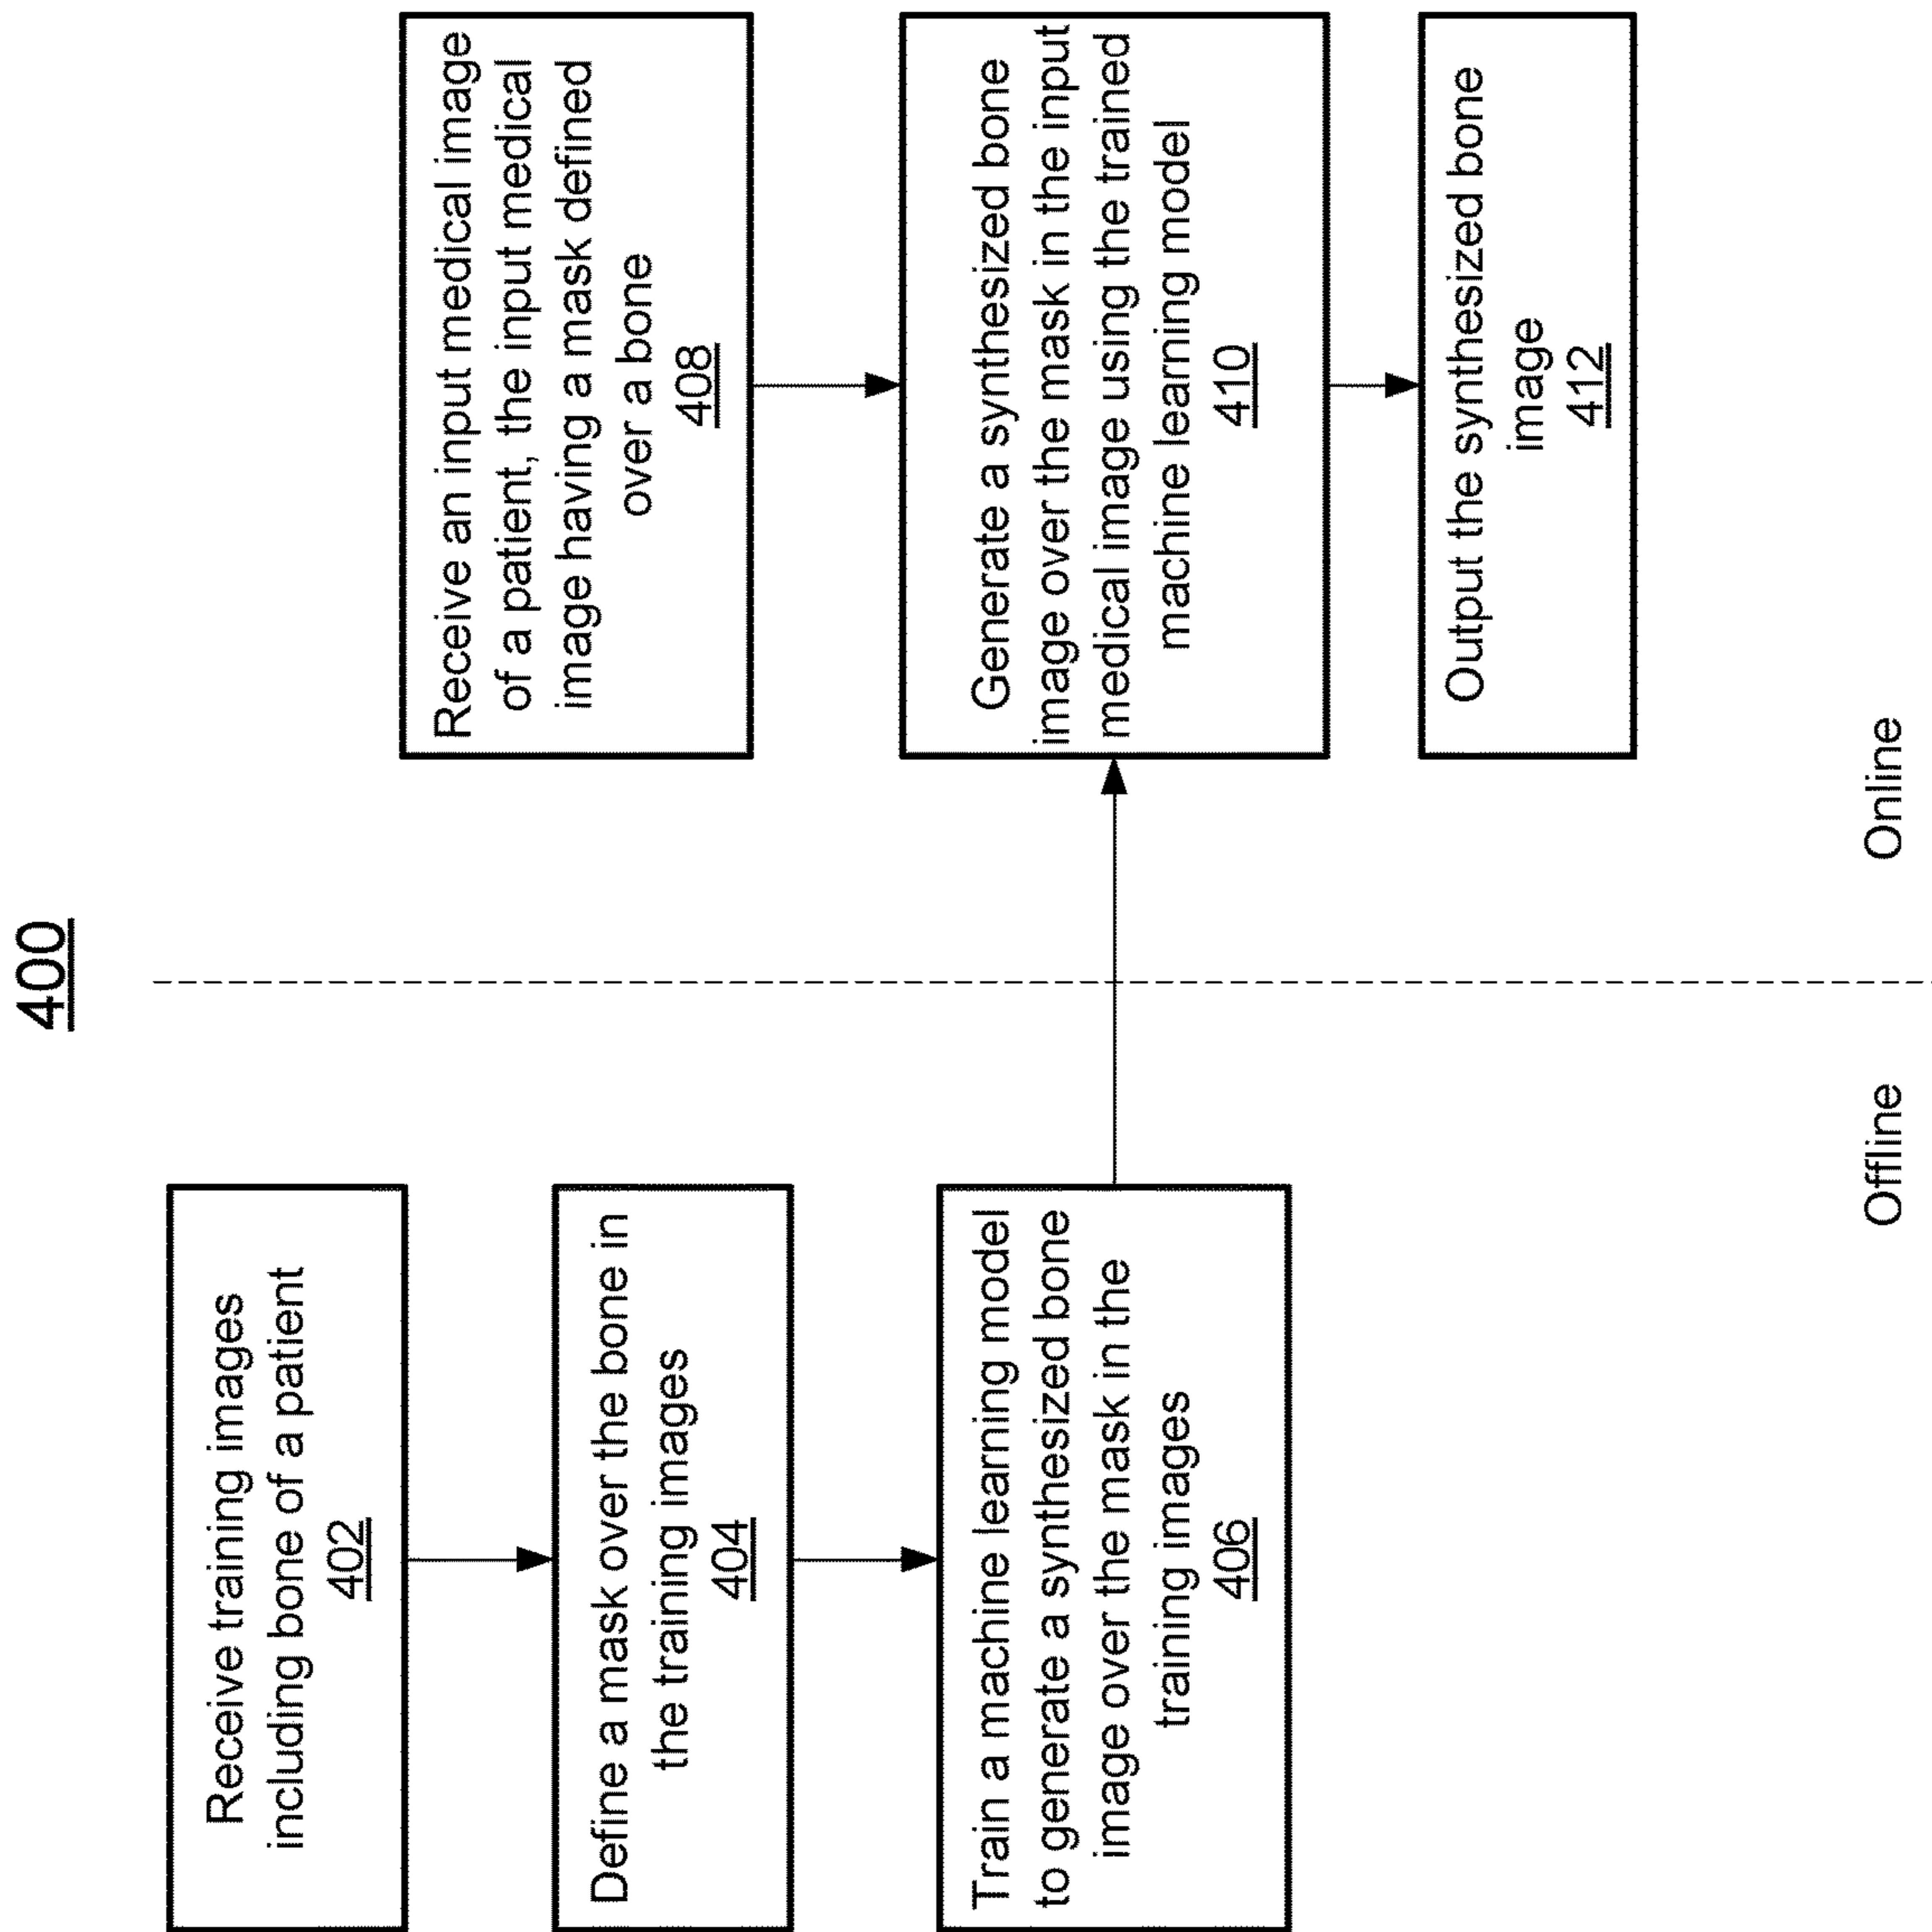 400
Receive training images
including bone of a patient
402
Define a mask over the bone in
the training images
404
Train a machine learning model
to generate a synthesized bone
image over the mask in the
training images
406
Offline
Receive an input medical image
of a patient, the input medical
image having a mask defined
over a bone
408
Generate a synthesized bone
image over the mask in the input
medical image using the trained
machine learning model
410
Output the synthesized bone
image
412
Online